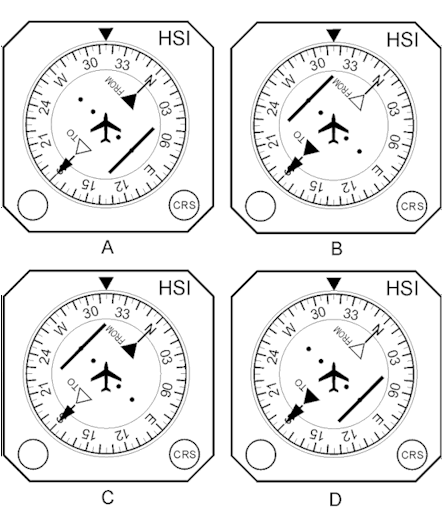 HSI
30 33
W FROM N
24 03
21 TO 06
S E
15 12
CRS
A
HSI
30 33
W FROM N
24 03
21 TO 06
S E
15 12
CRS
B
HSI
30 33
W FROM N
24 03
21 TO 06
S E
15 12
CRS
C
HSI
30 33
W FROM N
24 03
21 TO 06
S E
15 12
CRS
D